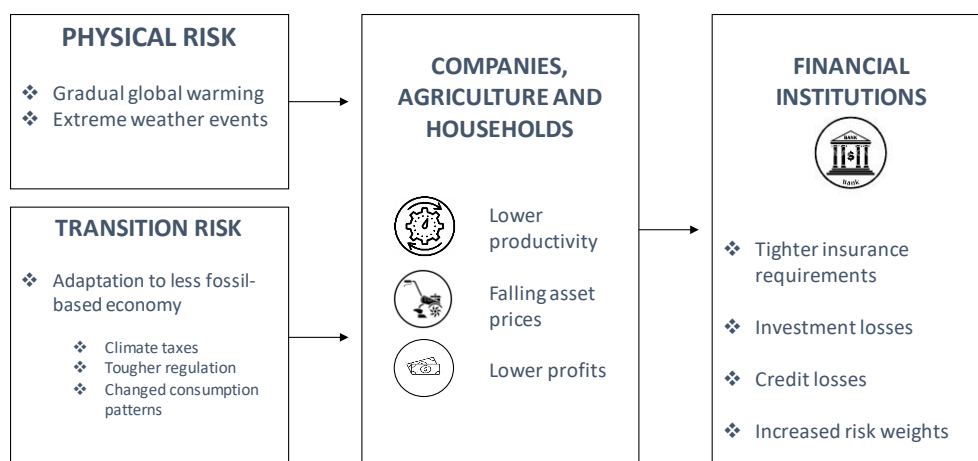 PHYSICAL RISK
❖ Gradual global warming
❖ Extreme weather events
TRANSITION RISK
❖ Adaptation to less fossil-
based economy
❖ Climate taxes
❖ Tougher regulation
❖ Changed consumption
patterns
COMPANIES,
AGRICULTURE AND
HOUSEHOLDS
Lower
productivity
Falling asset
prices
Lower profits
FINANCIAL
INSTITUTIONS
BANK
$
Bank
❖ Tighter insurance
requirements
❖ Investment losses
❖ Credit losses
❖ Increased risk weights